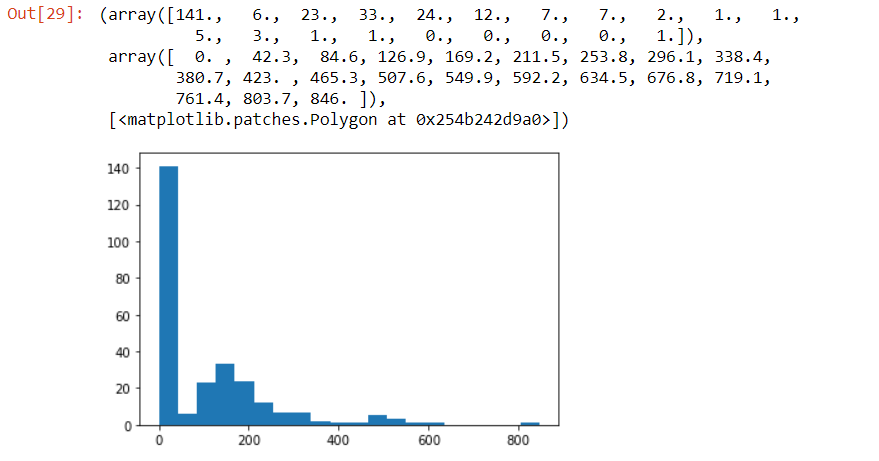 Out[29]: (array([141., 6., 23., 33., 24., 12., 7., 7., 2., 1., 1.,
5., 3., 1., 1., 0., 0., 0., 0., 1.]),
array([ 0. , 42.3, 84.6, 126.9, 169.2, 211.5, 253.8, 296.1, 338.4,
380.7, 423. , 465.3, 507.6, 549.9, 592.2, 634.5, 676.8, 719.1,
761.4, 803.7, 846. ]),
[<matplotlib.patches.Polygon at 0x254b242d9a0>])
140
120
100
80
60
40
20
0
0 200 400 600 800